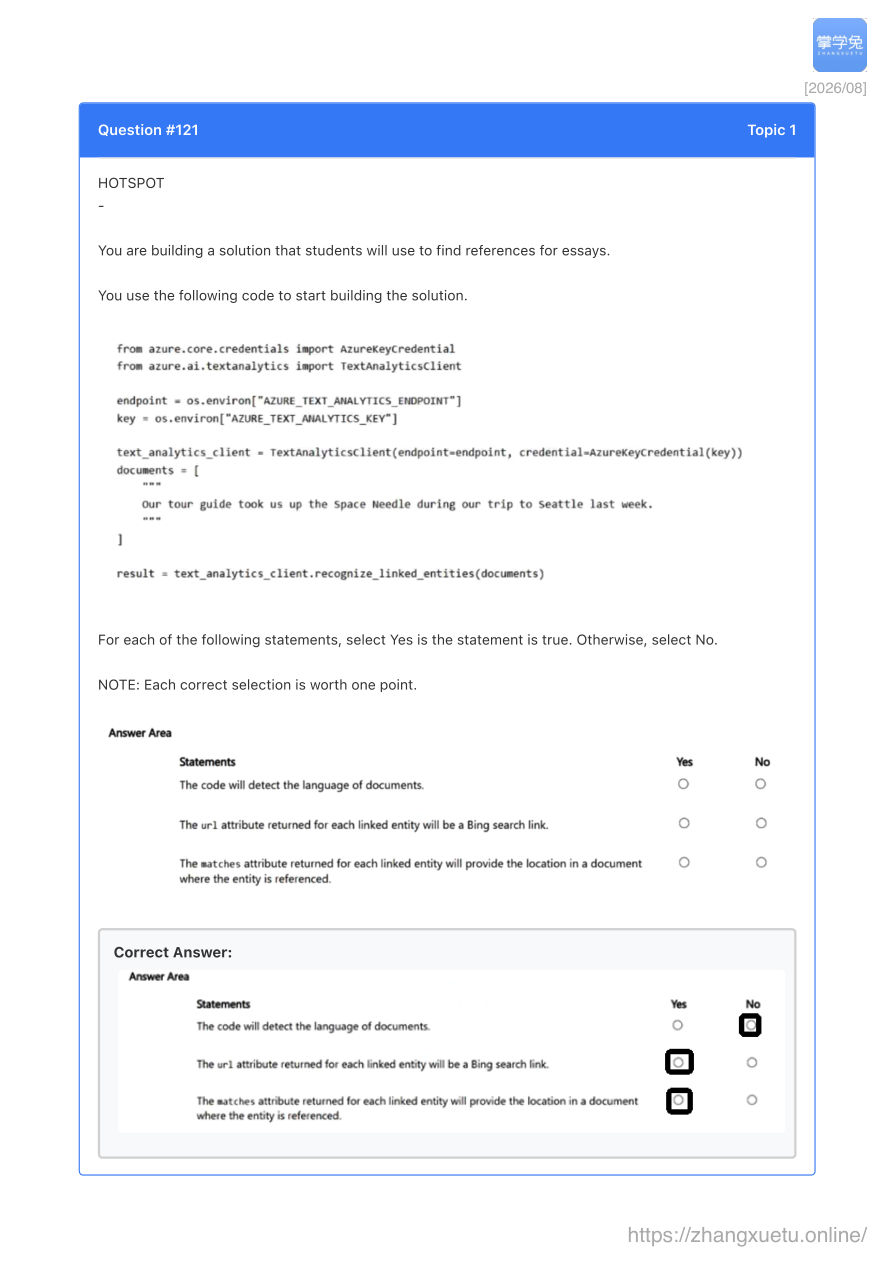 掌学兔
ZHANGXUETU
[2026/08]
Question #121 Topic 1
HOTSPOT
-
You are building a solution that students will use to find references for essays.
You use the following code to start building the solution.
from azure.core.credentials import AzureKeyCredential
from azure.ai.textanalytics import TextAnalyticsClient
endpoint = os.environ["AZURE_TEXT_ANALYTICS_ENDPOINT"]
key = os.environ["AZURE_TEXT_ANALYTICS_KEY"]
text_analytics_client = TextAnalyticsClient(endpoint=endpoint, credential=AzureKeyCredential(key))
documents = [
"""
Our tour guide took us up the Space Needle during our trip to Seattle last week.
"""
]
result = text_analytics_client.recognize_linked_entities(documents)
For each of the following statements, select Yes is the statement is true. Otherwise, select No.
NOTE: Each correct selection is worth one point.
Answer Area
Statements Yes No
The code will detect the language of documents.
The url attribute returned for each linked entity will be a Bing search link.
The matches attribute returned for each linked entity will provide the location in a document
where the entity is referenced.
Correct Answer:
Answer Area
Statements Yes No
The code will detect the language of documents.
The url attribute returned for each linked entity will be a Bing search link.
The matches attribute returned for each linked entity will provide the location in a document
where the entity is referenced.
https://zhangxuetu.online/